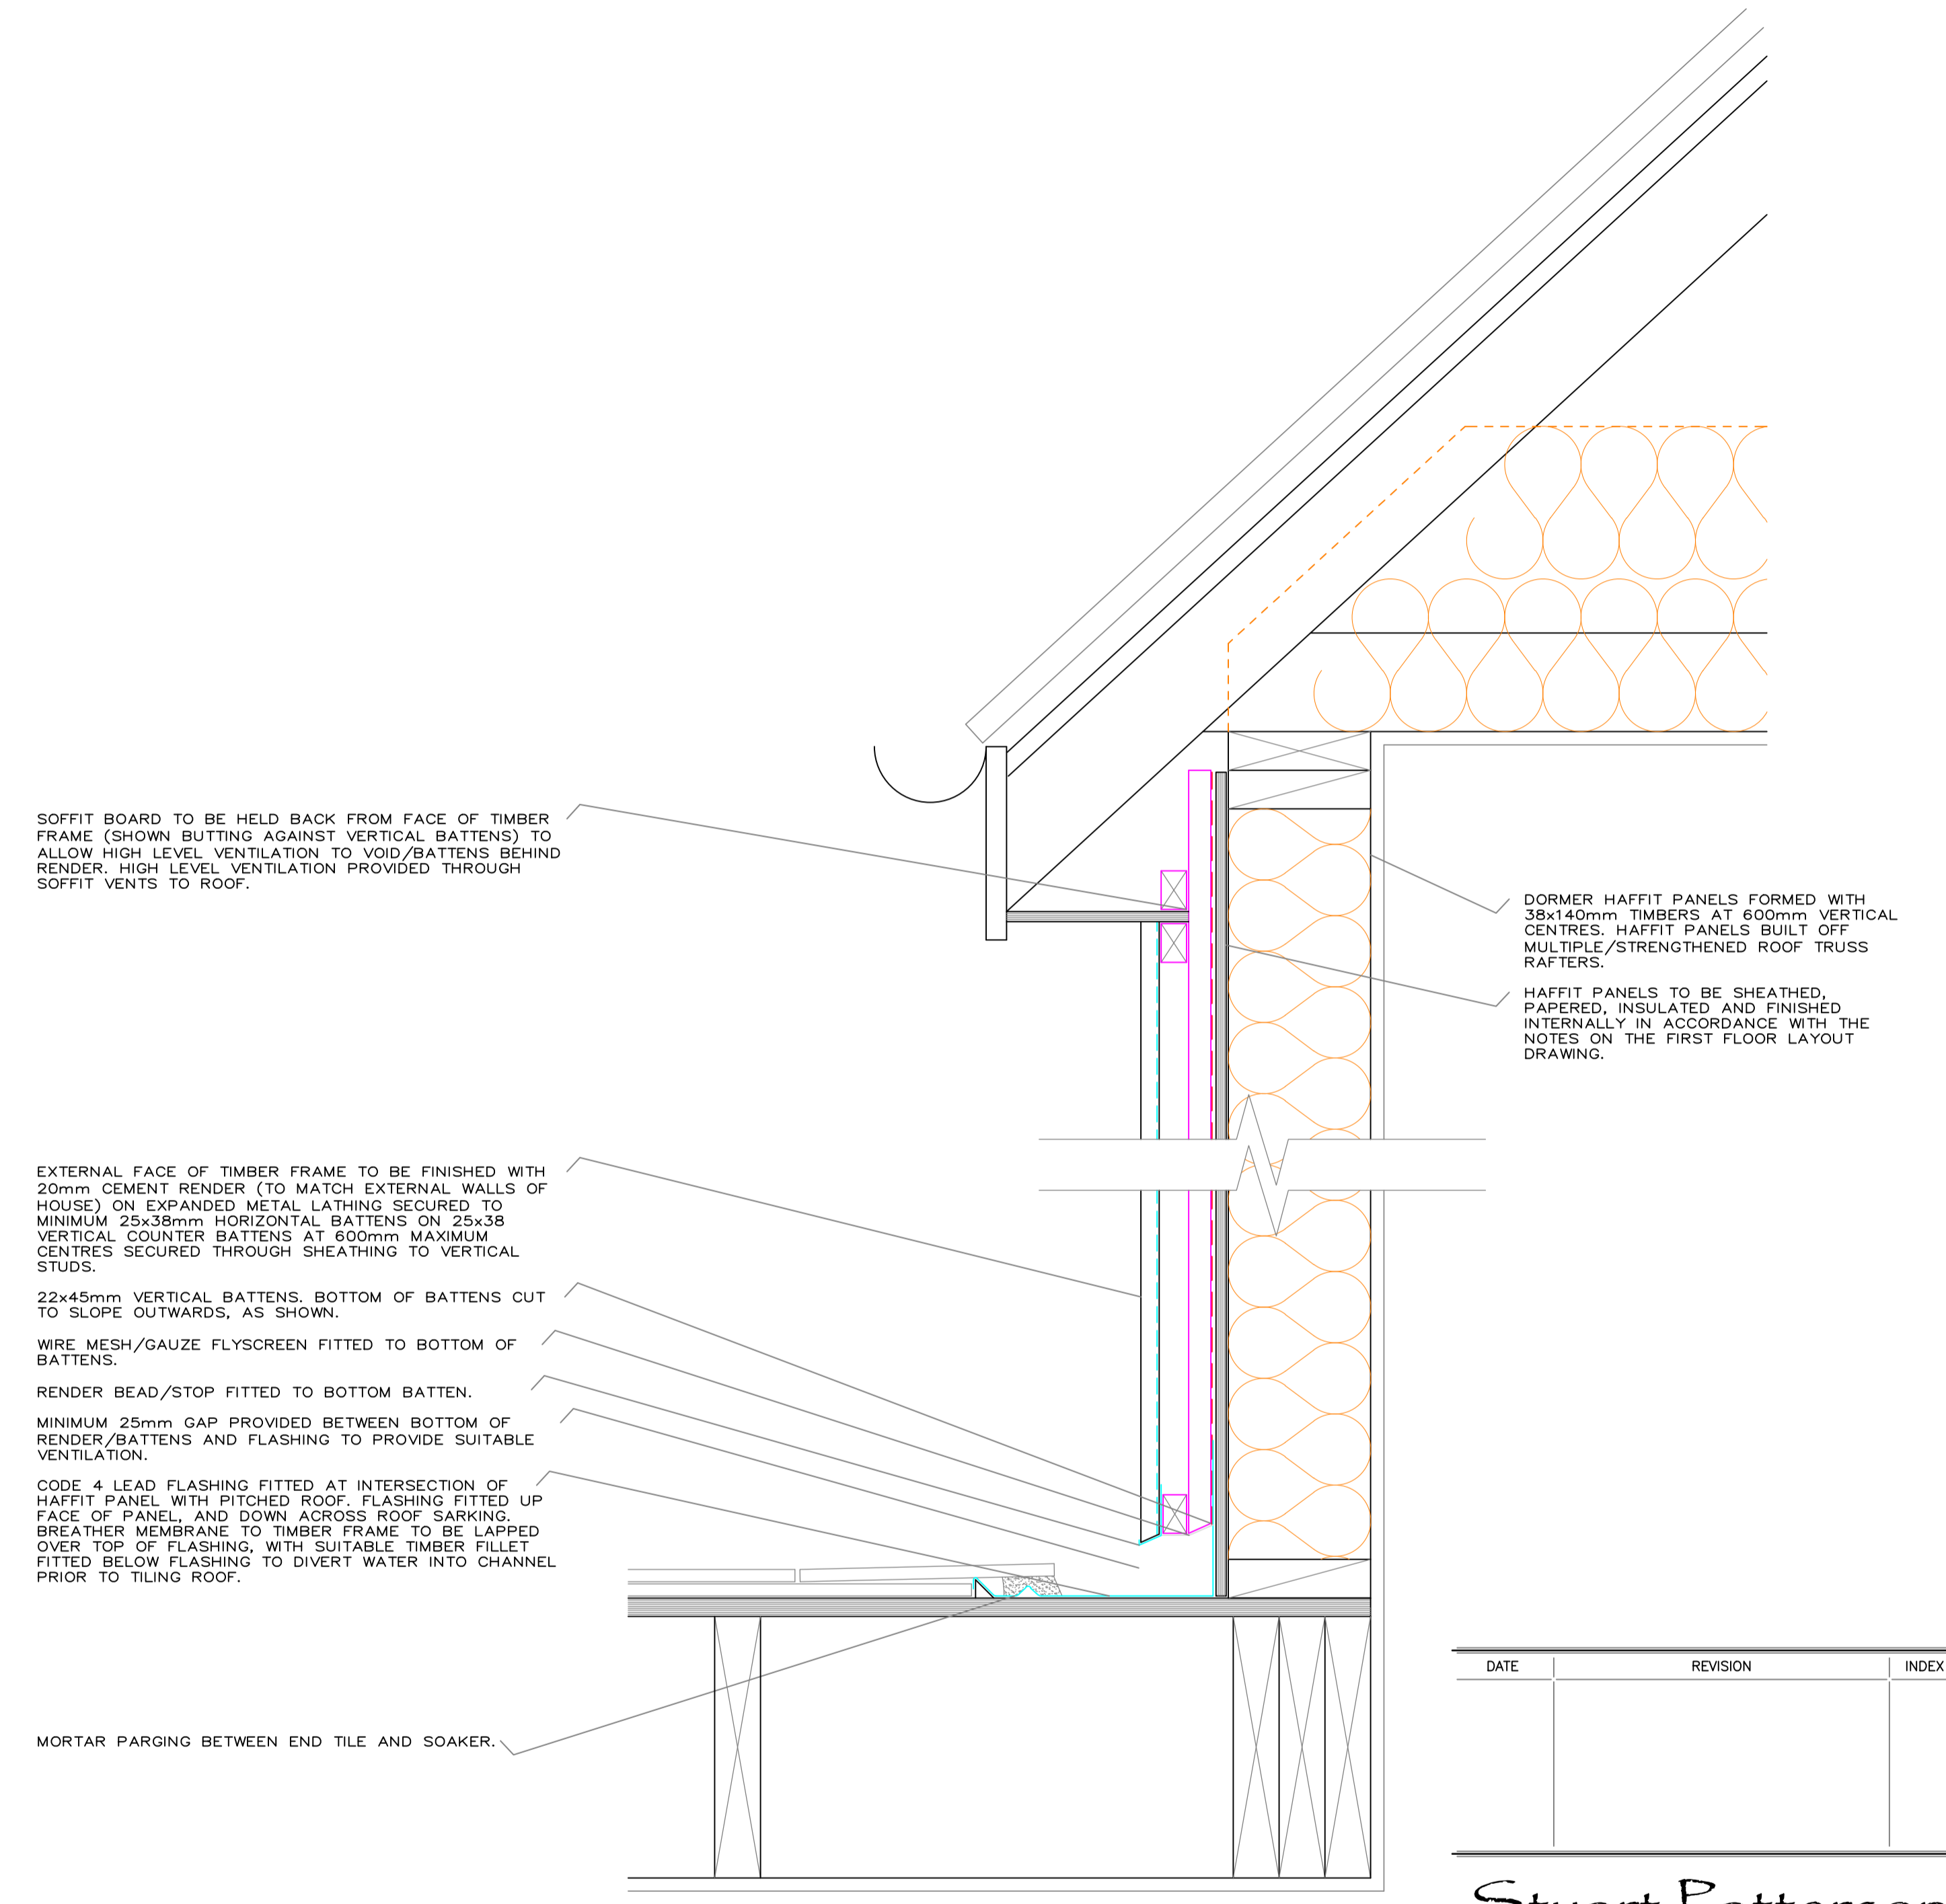 SOFFIT BOARD TO BE HELD BACK FROM FACE OF TIMBER
FRAME (SHOWN BUTTING AGAINST VERTICAL BATTENS) TO
ALLOW HIGH LEVEL VENTILATION TO VOID/BATTENS BEHIND
RENDER. HIGH LEVEL VENTILATION PROVIDED THROUGH
SOFFIT VENTS TO ROOF.
DORMER HAFFIT PANELS FORMED WITH
38x140mm TIMBERS AT 600mm VERTICAL
CENTRES. HAFFIT PANELS BUILT OFF
MULTIPLE/STRENGTHENED ROOF TRUSS
RAFTERS.
HAFFIT PANELS TO BE SHEATHED,
PAPERED, INSULATED AND FINISHED
INTERNALLY IN ACCORDANCE WITH THE
NOTES ON THE FIRST FLOOR LAYOUT
DRAWING.
EXTERNAL FACE OF TIMBER FRAME TO BE FINISHED WITH
20mm CEMENT RENDER (TO MATCH EXTERNAL WALLS OF
HOUSE) ON EXPANDED METAL LATHING SECURED TO
MINIMUM 25x38mm HORIZONTAL BATTENS ON 25x38
VERTICAL COUNTER BATTENS AT 600mm MAXIMUM
CENTRES SECURED THROUGH SHEATHING TO VERTICAL
STUDS.
22x45mm VERTICAL BATTENS. BOTTOM OF BATTENS CUT
TO SLOPE OUTWARDS, AS SHOWN.
WIRE MESH/GAUZE FLYSCREEN FITTED TO BOTTOM OF
BATTENS.
RENDER BEAD/STOP FITTED TO BOTTOM BATTEN.
MINIMUM 25mm GAP PROVIDED BETWEEN BOTTOM OF
RENDER/BATTENS AND FLASHING TO PROVIDE SUITABLE
VENTILATION.
CODE 4 LEAD FLASHING FITTED AT INTERSECTION OF
HAFFIT PANEL WITH PITCHED ROOF. FLASHING FITTED UP
FACE OF PANEL, AND DOWN ACROSS ROOF SARKING.
BREATHER MEMBRANE TO TIMBER FRAME TO BE LAPPED
OVER TOP OF FLASHING, WITH SUITABLE TIMBER FILLET
FITTED BELOW FLASHING TO DIVERT WATER INTO CHANNEL
PRIOR TO TILING ROOF.
MORTAR PARGING BETWEEN END TILE AND SOAKER.
DATE REVISION INDEX
Stuart Patterson